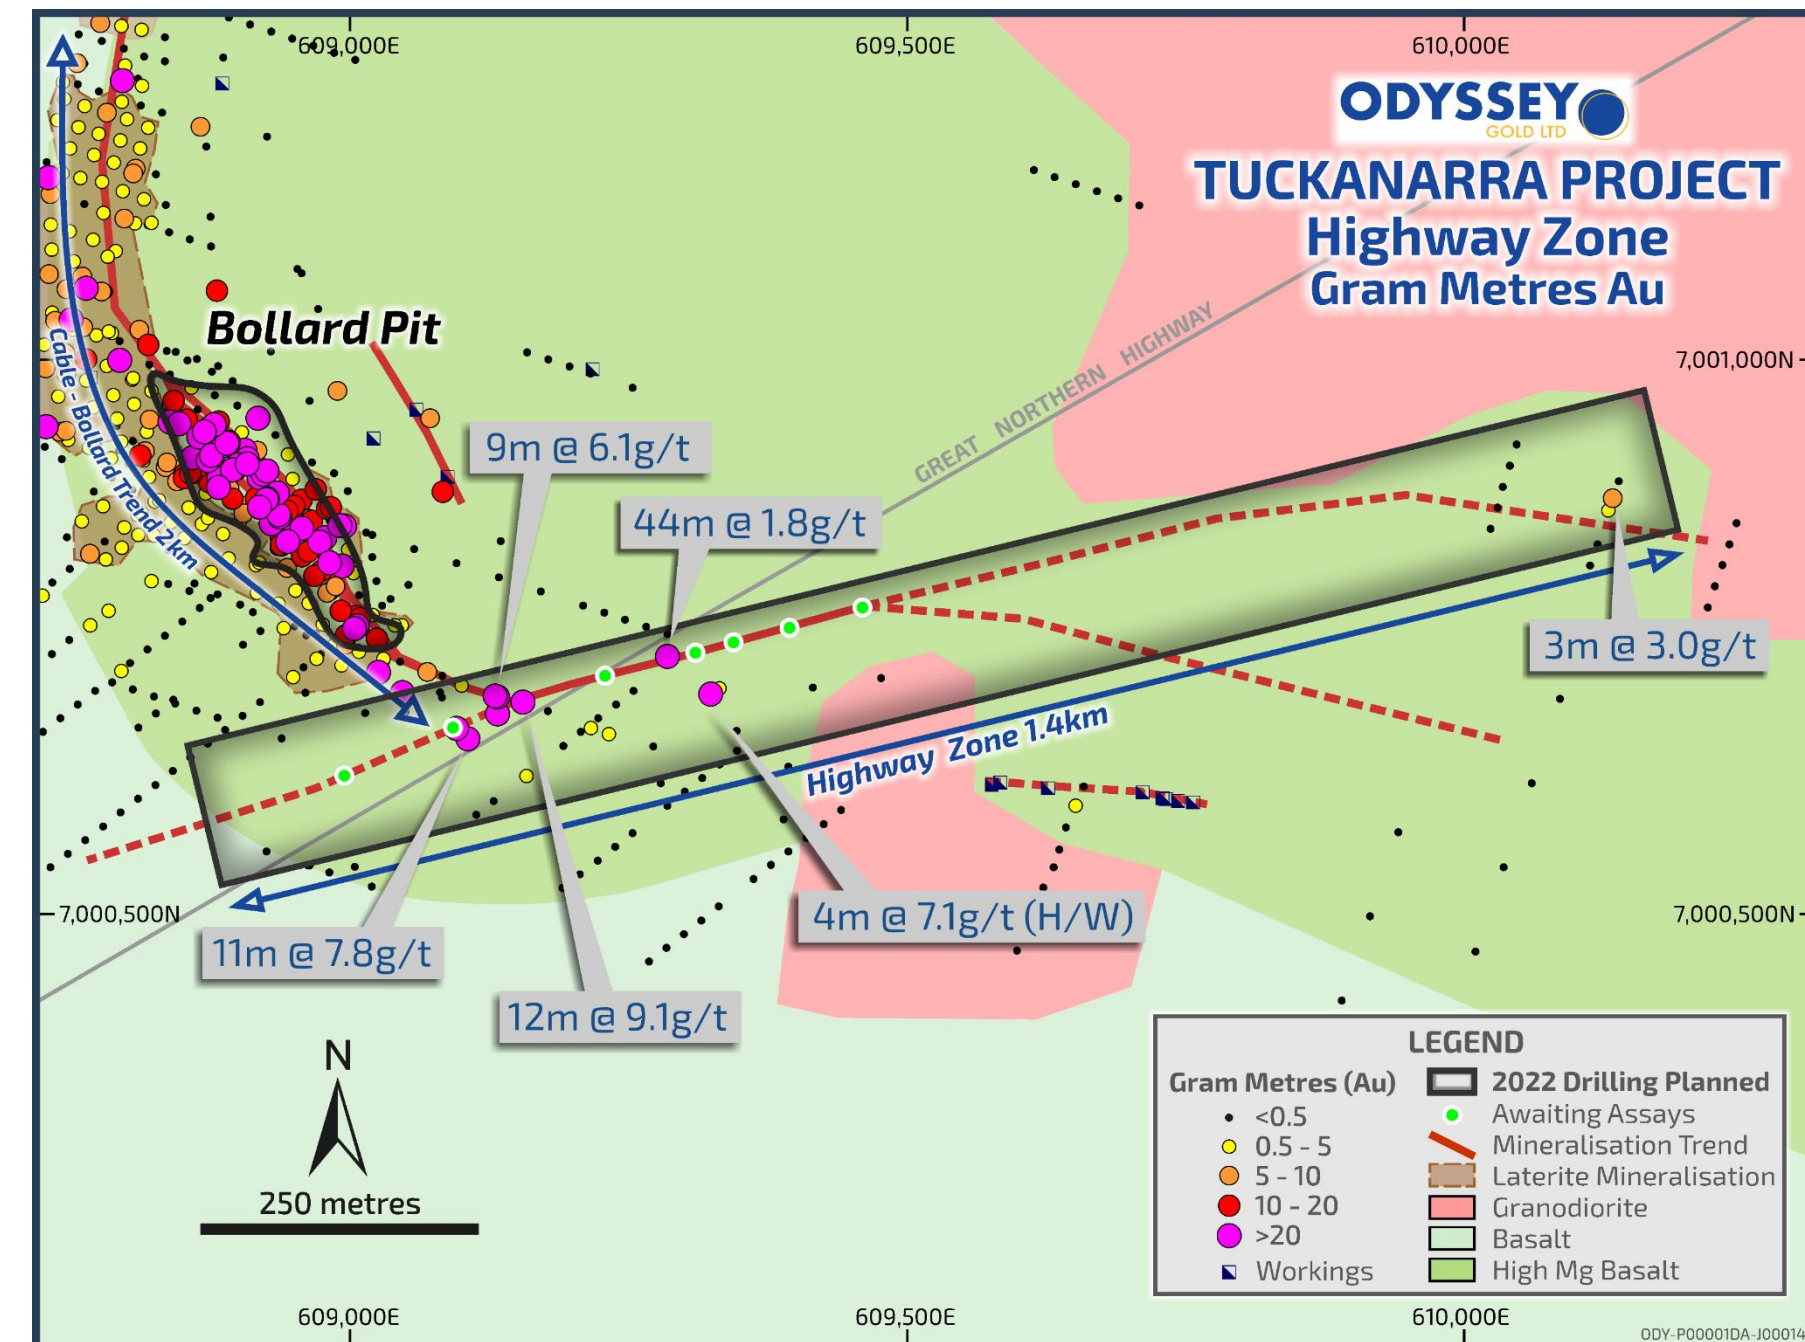 609,000E
609,500E
610,000E
ODYSSEY
GOLD LTD
TUCKANARRA PROJECT
Highway Zone
Gram Metres Au
Bollard Pit
GREAT NORTHERN HIGHWAY
7,001,000N
Cable - Bollard Trend 2km
9m @ 6.1g/t
44m @ 1.8g/t
3m @ 3.0g/t
Highway Zone 1.4km
7,000,500N
4m @ 7.1g/t (H/W)
7,000,500N
11m @ 7.8g/t
12m @ 9.1g/t
N
250 metres
LEGEND
Gram Metres (Au)
<0.5
0.5 - 5
5 - 10
10 - 20
>20
Workings
2022 Drilling Planned
Awaiting Assays
Mineralisation Trend
Laterite Mineralisation
Granodiorite
Basalt
High Mg Basalt
609,000E
609,500E
610,000E
ODY-P00001DA-J00014